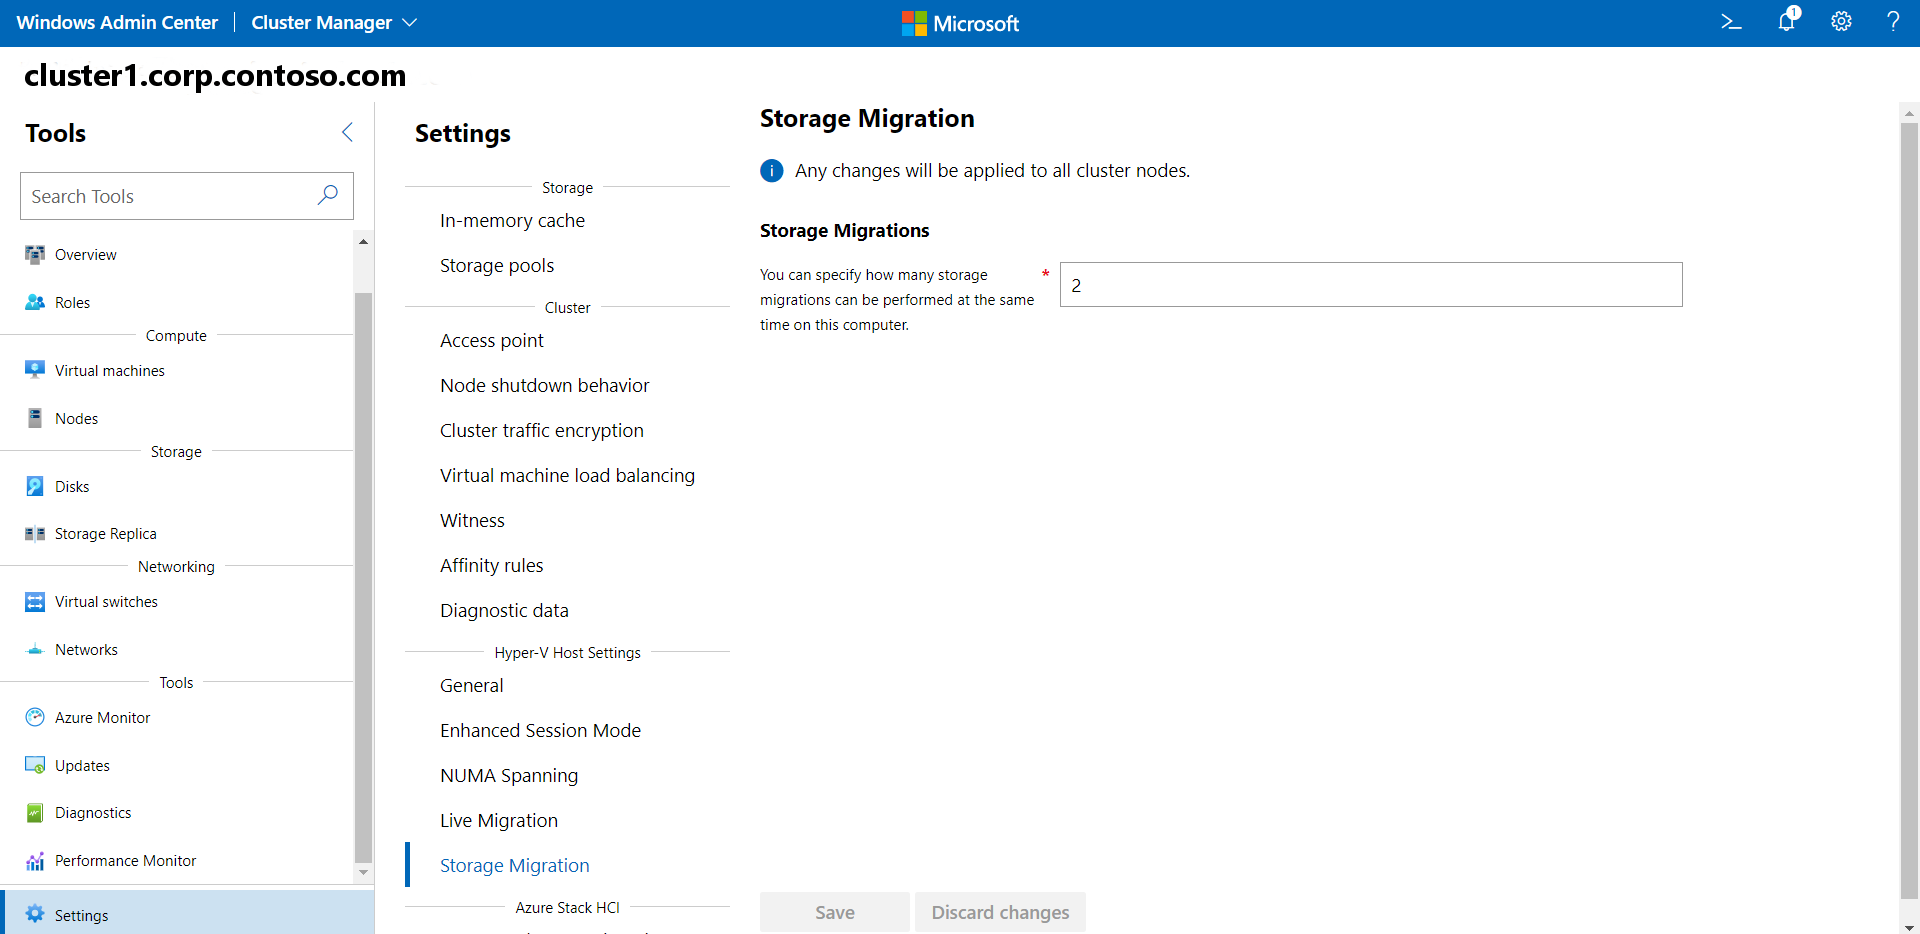 Windows Admin Center
Cluster Manager
Microsoft
1
cluster1.corp.contoso.com
Tools
Search Tools
Overview
Roles
Compute
Virtual machines
Nodes
Storage
Disks
Storage Replica
Networking
Virtual switches
Networks
Tools
Azure Monitor
Updates
Diagnostics
Performance Monitor
Settings
Settings
Storage
In-memory cache
Storage pools
Cluster
Access point
Node shutdown behavior
Cluster traffic encryption
Virtual machine load balancing
Witness
Affinity rules
Diagnostic data
Hyper-V Host Settings
General
Enhanced Session Mode
NUMA Spanning
Live Migration
Storage Migration
Azure Stack HCI
Storage Migration
Any changes will be applied to all cluster nodes.
Storage Migrations
You can specify how many storage
migrations can be performed at the same
time on this computer.
*
2
Save
Discard changes